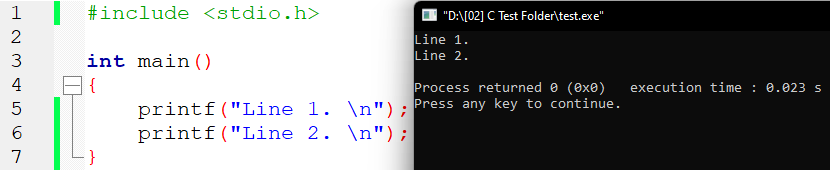 1 #include <stdio.h>
2
3 int main()
4 {
5 printf("Line 1. \n");
6 printf("Line 2. \n");
7 }
"D:\[02] C Test Folder\test.exe"
Line 1.
Line 2.
Process returned 0 (0x0) execution time : 0.023 s
Press any key to continue.